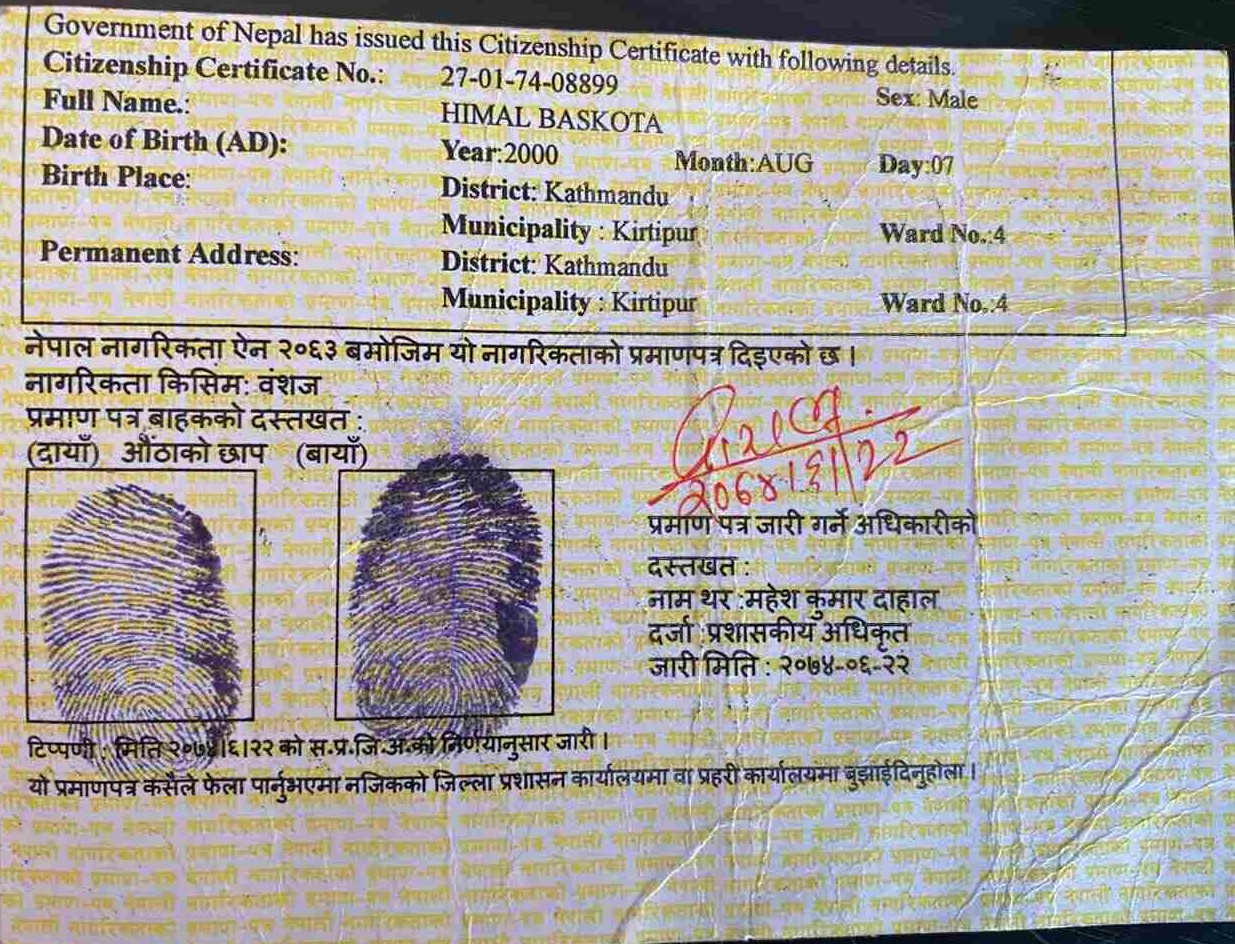 Government of Nepal has issued this Citizenship Certificate with following details.
Citizenship Certificate No.: 27-01-74-08899 Sex: Male
Full Name.: HIMAL BASKOTA
Date of Birth (AD): Year:2000 Month:AUG Day:07
Birth Place: District: Kathmandu
Municipality : Kirtipur Ward No.:4
Permanent Address: District: Kathmandu
Municipality : Kirtipur Ward No.:4
नेपाल नागरिकता ऐन २०६३ बमोजिम यो नागरिकताको प्रमाणपत्र दिइएको छ ।
नागरिकता किसिम: वंशज
प्रमाण पत्र बाहकको दस्तखत :
(दायाँ) औंठाको छाप (बायाँ)
प्रमाण पत्र जारी गर्ने अधिकारीको
दस्तखत :
नाम थर :महेश कुमार दाहाल
दर्जा :प्रशासकीय अधिकृत
जारी मिति : २०७४-०६-२२
टिप्पणी : मिति २०७४।६।२२ को स.प्र.जि.अ.को निर्णयानुसार जारी ।
यो प्रमाणपत्र कसैले फेला पार्नुभएमा नजिकको जिल्ला प्रशासन कार्यालयमा वा प्रहरी कार्यालयमा बुझाईदिनुहोला ।